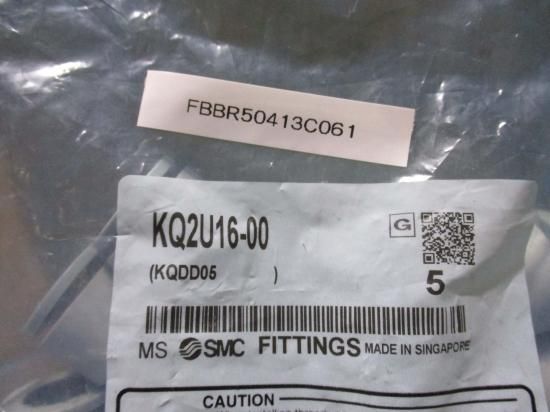 FBBR50413C061
KQ2U16-00
G
(KQDD05 )
5
MS SMC FITTINGS MADE IN SINGAPORE
CAUTION